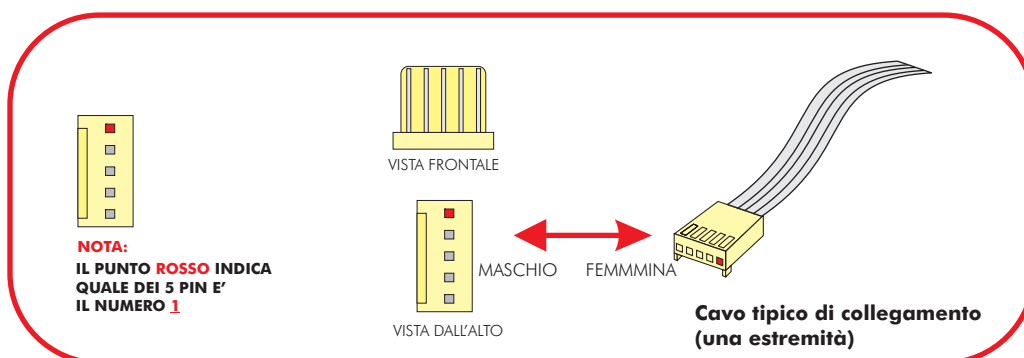 VISTA FRONTALE
NOTA:
IL PUNTO ROSSO INDICA
QUALE DEI 5 PIN E'
IL NUMERO 1
MASCHIO
FEMMMINA
VISTA DALL'ALTO
Cavo tipico di collegamento
(una estremità)